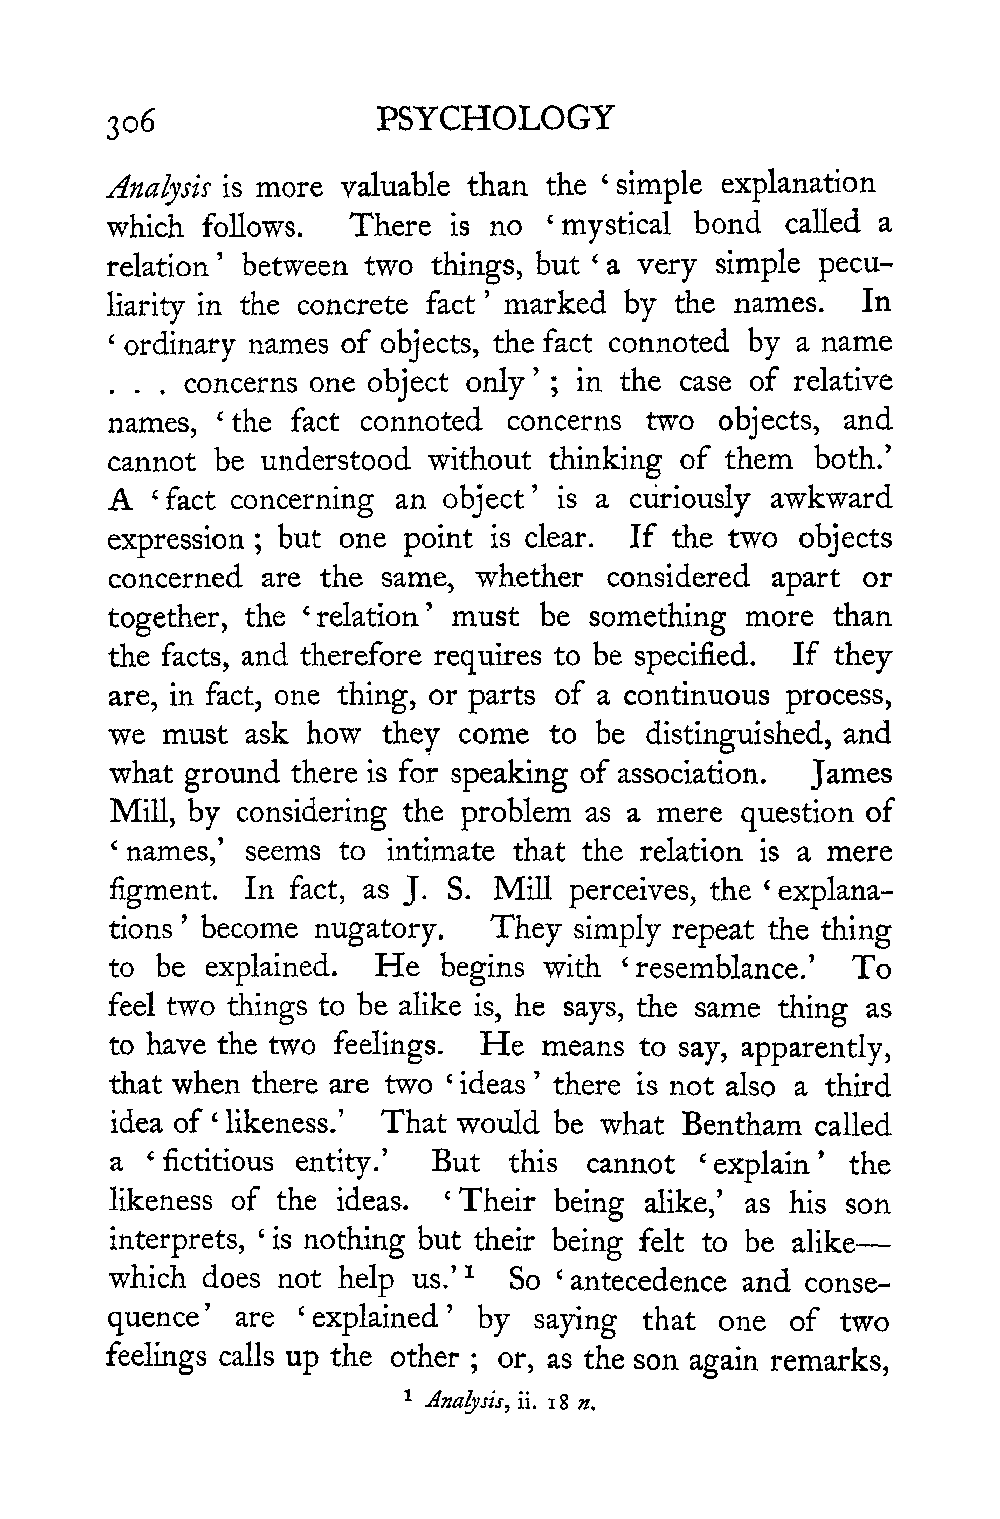 306 PSYCHOLOGY
Analysis is more valuable than the ‘ simple explanation
which follows. There is no ‘ mystical bond called a
relation ’ between two things, but ‘ a very simple pecu-
liarity in the concrete fact ’ marked by the names. In
‘ ordinary names of objects, the fact connoted by a name
. . . concerns one object only ’ ; in the case of relative
names, ‘ the fact connoted concerns two objects, and
cannot be understood without thinking of them both.’
A ‘ fact concerning an object ’ is a curiously awkward
expression ; but one point is clear. If the two objects
concerned are the same, whether considered apart or
together, the ‘ relation ’ must be something more than
the facts, and therefore requires to be specified. If they
are, in fact, one thing, or parts of a continuous process,
we must ask how they come to be distinguished, and
what ground there is for speaking of association. James
Mill, by considering the problem as a mere question of
‘ names,’ seems to intimate that the relation is a mere
figment. In fact, as J. S. Mill perceives, the ‘ explana-
tions ’ become nugatory. They simply repeat the thing
to be explained. He begins with ‘ resemblance.’ To
feel two things to be alike is, he says, the same thing as
to have the two feelings. He means to say, apparently,
that when there are two ‘ ideas ’ there is not also a third
idea of ‘ likeness.’ That would be what Bentham called
a ‘ fictitious entity.’ But this cannot ‘ explain ’ the
likeness of the ideas. ‘ Their being alike,’ as his son
interprets, ‘ is nothing but their being felt to be alike—
which does not help us.’ ¹ So ‘ antecedence and conse-
quence ’ are ‘ explained ’ by saying that one of two
feelings calls up the other ; or, as the son again remarks,
¹ Analysis, ii. 18 n.